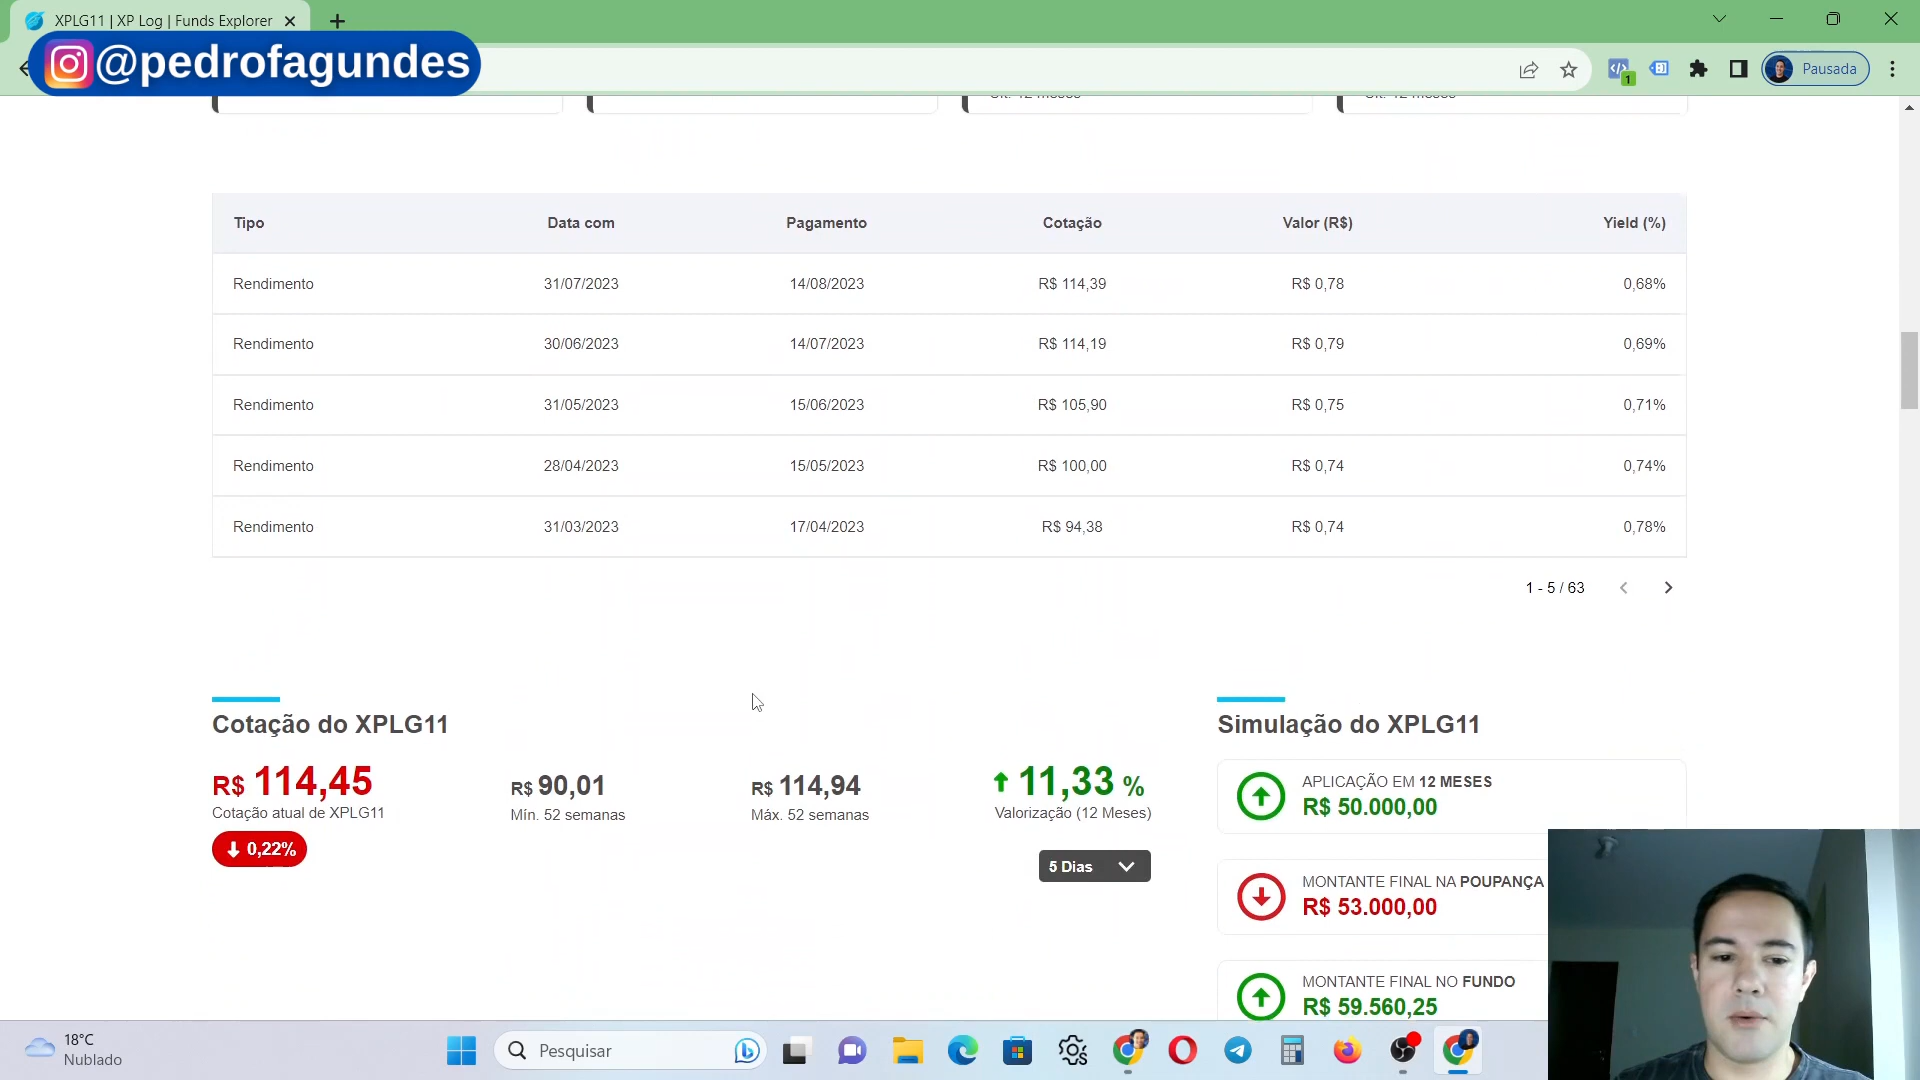 XPLG11 | XP Log | Funds Explorer
@pedrofagundes
Pausada
1
Tipo Data com Pagamento Cotação Valor (R$) Yield (%)
Rendimento 31/07/2023 14/08/2023 R$ 114,39 R$ 0,78 0,68%
Rendimento 30/06/2023 14/07/2023 R$ 114,19 R$ 0,79 0,69%
Rendimento 31/05/2023 15/06/2023 R$ 105,90 R$ 0,75 0,71%
Rendimento 28/04/2023 15/05/2023 R$ 100,00 R$ 0,74 0,74%
Rendimento 31/03/2023 17/04/2023 R$ 94,38 R$ 0,74 0,78%
1 - 5 / 63
Cotação do XPLG11
R$ 114,45
Cotação atual de XPLG11
0,22%
R$ 90,01
Mín. 52 semanas
R$ 114,94
Máx. 52 semanas
11,33 %
Valorização (12 Meses)
5 Dias
Simulação do XPLG11
APLICAÇÃO EM 12 MESES
R$ 50.000,00
MONTANTE FINAL NA POUPANÇA
R$ 53.000,00
MONTANTE FINAL NO FUNDO
R$ 59.560,25
18°C
Nublado
Pesquisar